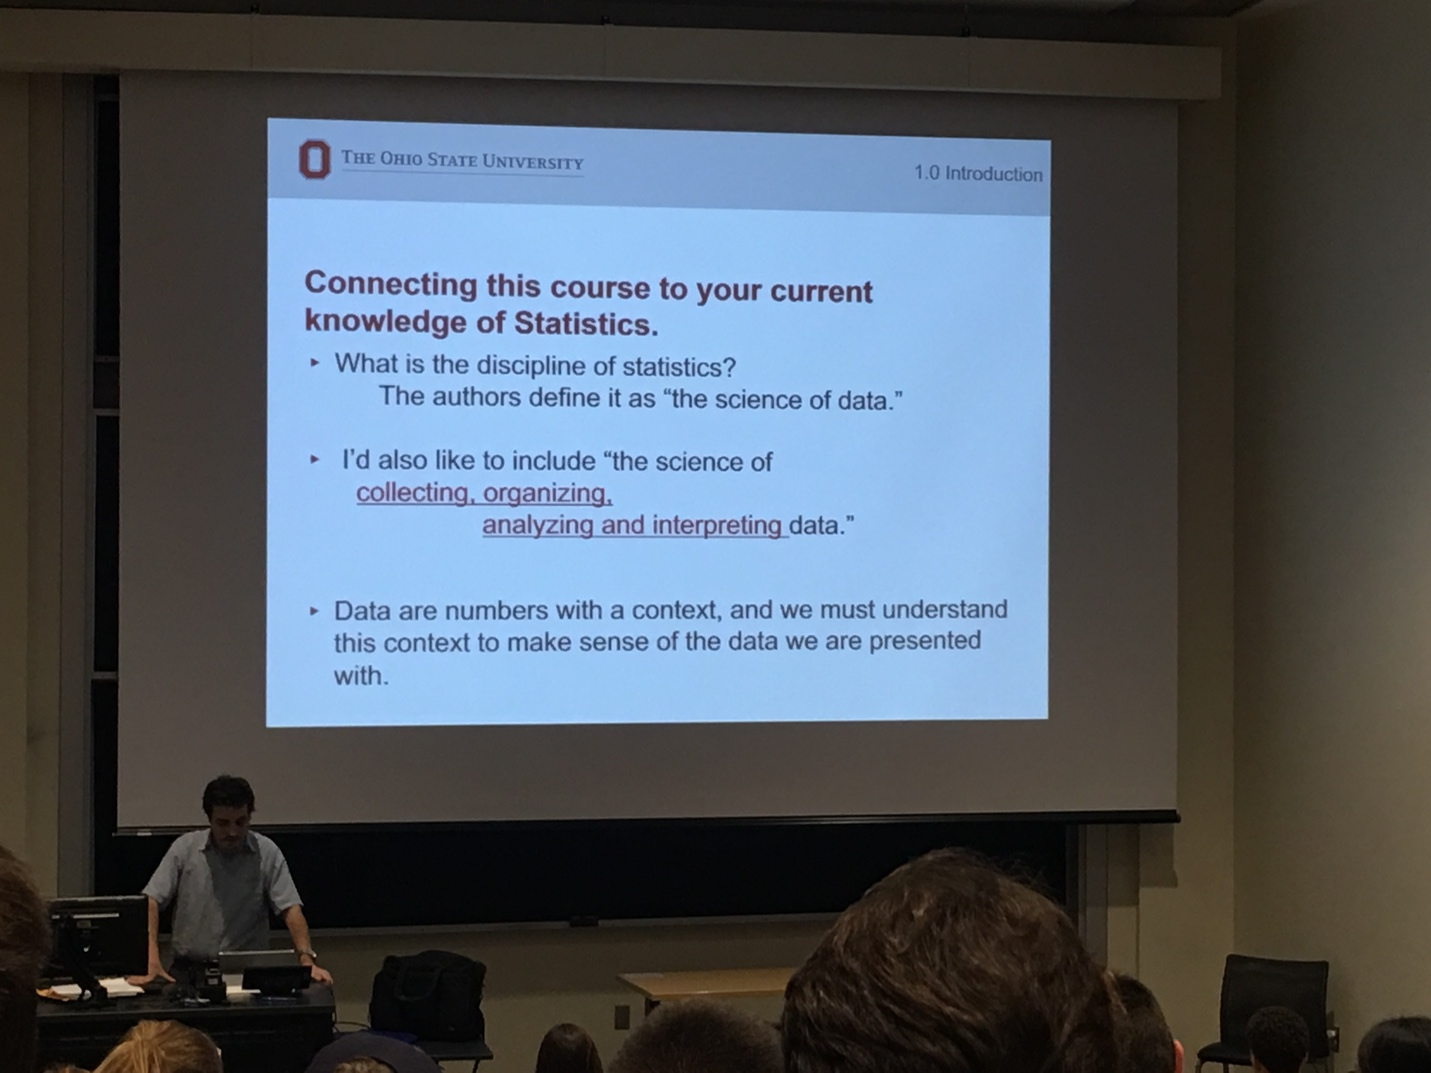 THE OHIO STATE UNIVERSITY
1.0 Introduction
Connecting this course to your current
knowledge of Statistics.
‣ What is the discipline of statistics?
The authors define it as “the science of data.”
‣ I’d also like to include “the science of
collecting, organizing,
analyzing and interpreting data.”
‣ Data are numbers with a context, and we must understand
this context to make sense of the data we are presented
with.